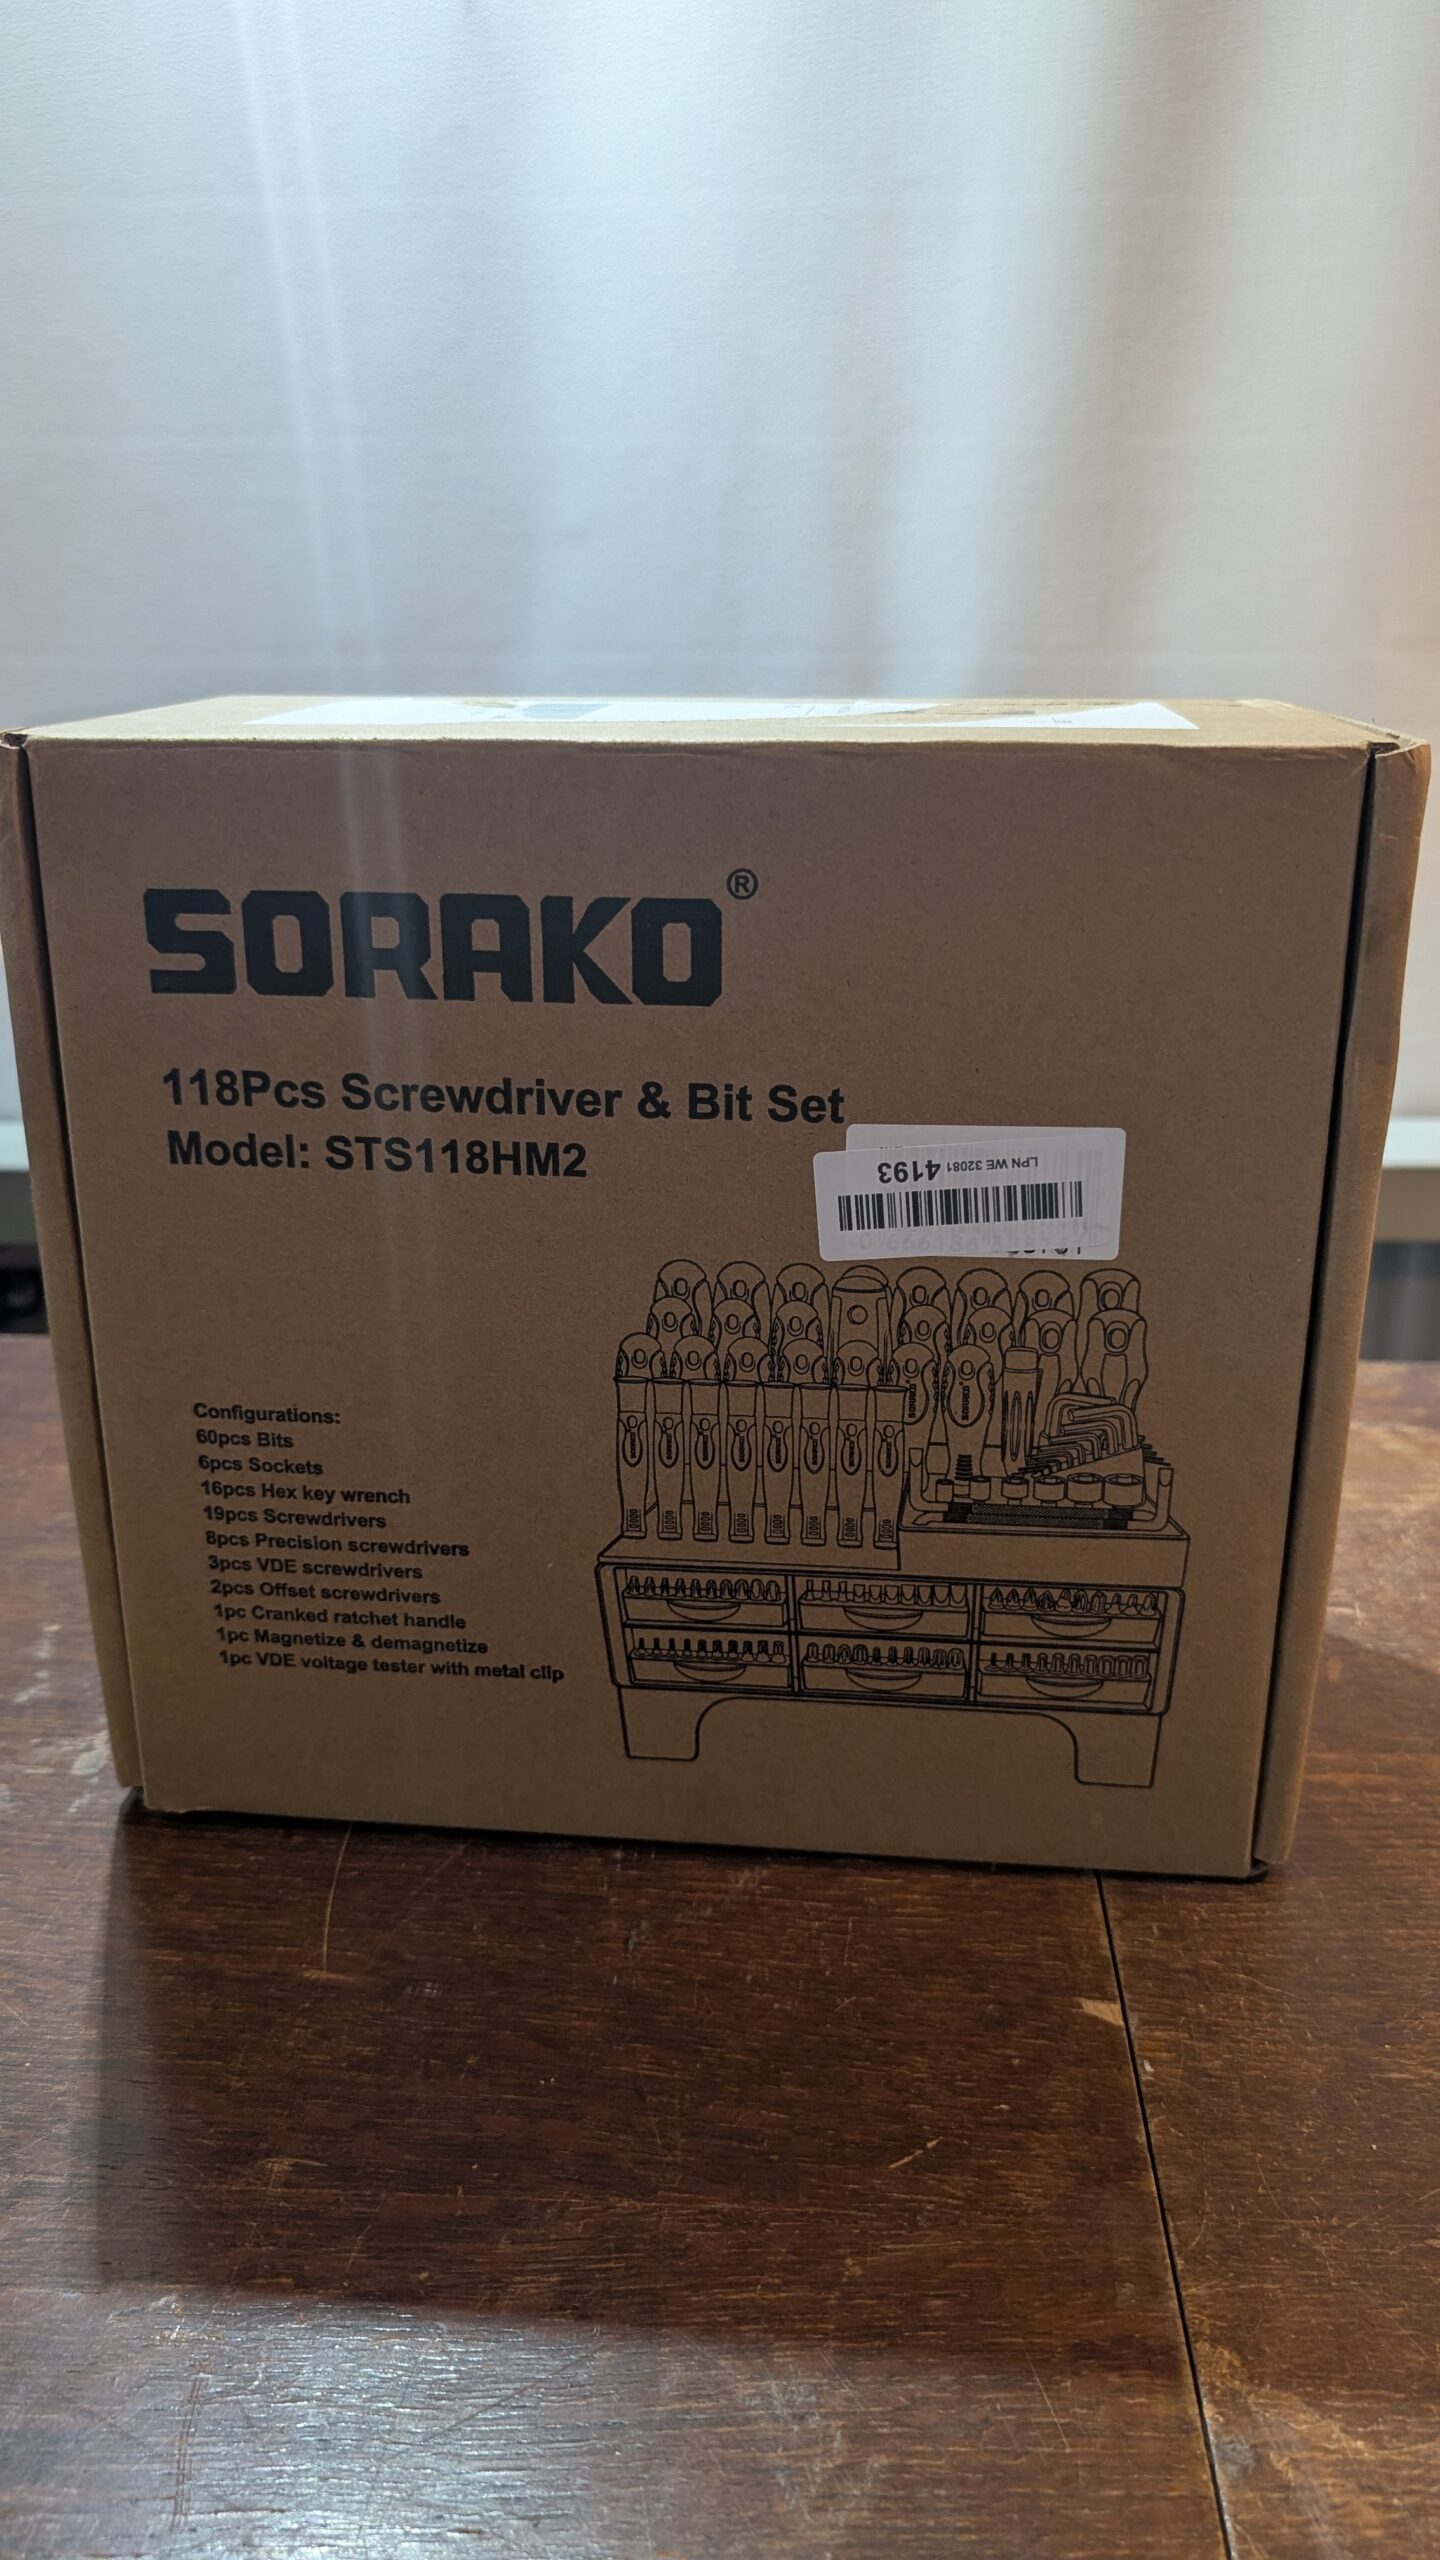 SORAKO®
118Pcs Screwdriver & Bit Set
Model: STS118HM2
LPN WE 32081 4193
Configurations:
60pcs Bits
6pcs Sockets
16pcs Hex key wrench
19pcs Screwdrivers
8pcs Precision screwdrivers
3pcs VDE screwdrivers
2pcs Offset screwdrivers
1pc Cranked ratchet handle
1pc Magnetize & demagnetize
1pc VDE voltage tester with metal clip
SORAKO
SORAKO